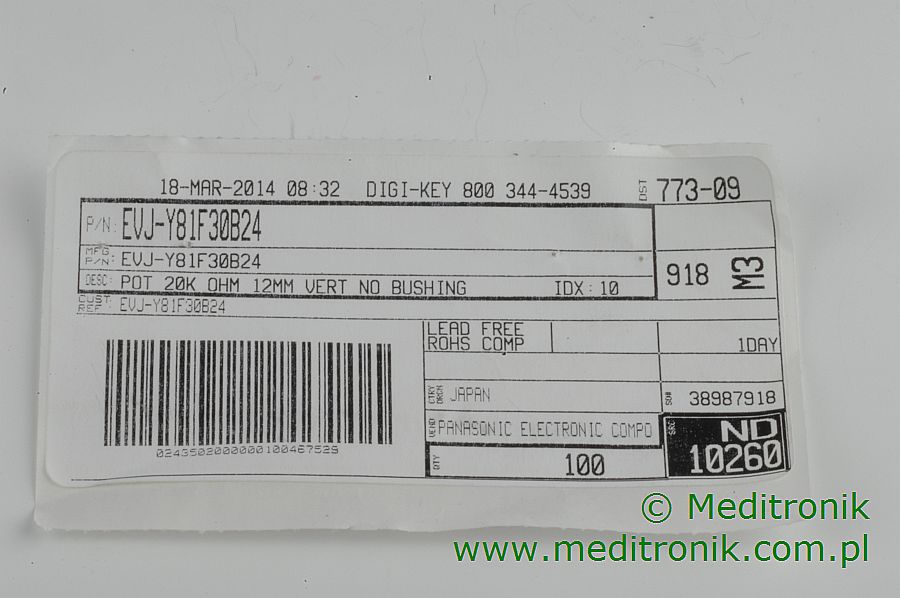 18-MAR-2014 08:32 DIGI-KEY 800 344-4539 DST 773-09
P/N: EVJ-Y81F30B24
MFG P/N: EVJ-Y81F30B24
DESC: POT 20K OHM 12MM VERT NO BUSHING IDX: 10
918 M3
CUST REF: EVJ-Y81F30B24
LEAD FREE
ROHS COMP
1DAY
CTRY ORGN JAPAN
SO# 38987918
VEND PANASONIC ELECTRONIC COMPO
SRC ND
10260
QTY 100
© Meditronik
www.meditronik.com.pl